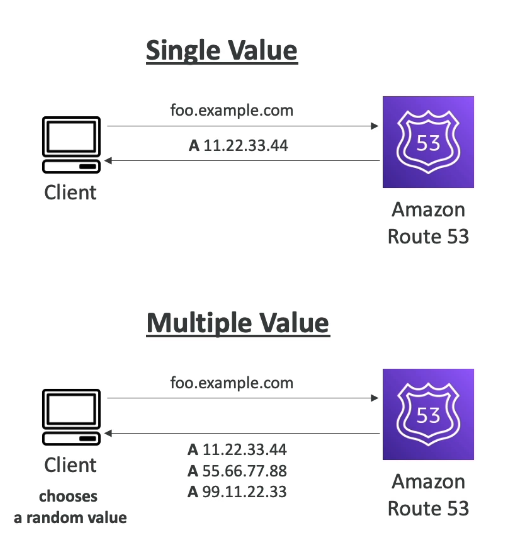 Single Value
foo.example.com
A 11.22.33.44
53
Client
Amazon
Route 53
Multiple Value
foo.example.com
53
A 11.22.33.44
A 55.66.77.88
A 99.11.22.33
Client
chooses
a random value
Amazon
Route 53